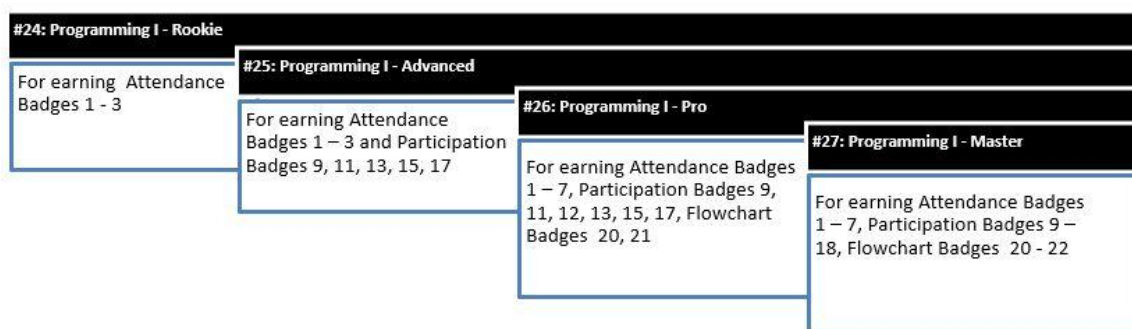 #24: Programming I - Rookie
For earning  Attendance
Badges 1 - 3
#25: Programming I - Advanced
For earning Attendance
Badges 1 – 3 and Participation
Badges 9, 11, 13, 15, 17
#26: Programming I - Pro
For earning Attendance Badges
1 – 7, Participation Badges 9,
11, 12, 13, 15, 17, Flowchart
Badges  20, 21
#27: Programming I - Master
For earning Attendance Badges
1 – 7, Participation Badges 9 –
18, Flowchart Badges  20 - 22